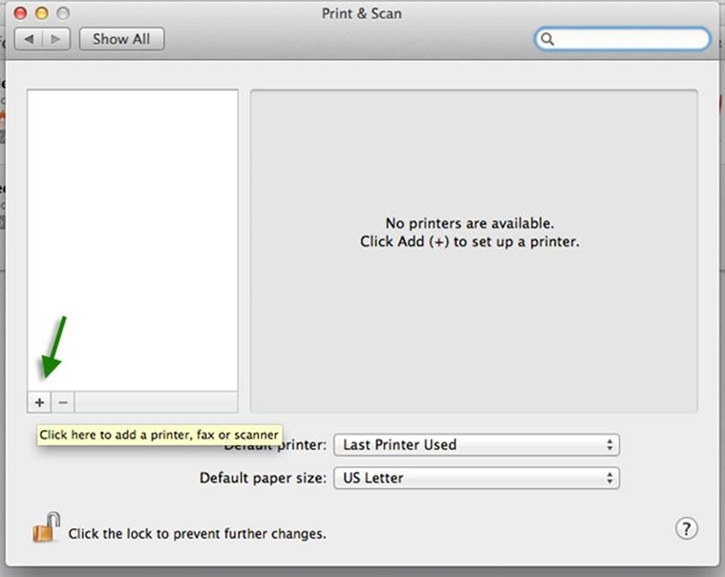 Print & Scan
Show All
No printers are available.
Click Add (+) to set up a printer.
+ −
Click here to add a printer, fax or scanner
Default printer: Last Printer Used
Default paper size: US Letter
Click the lock to prevent further changes.
?